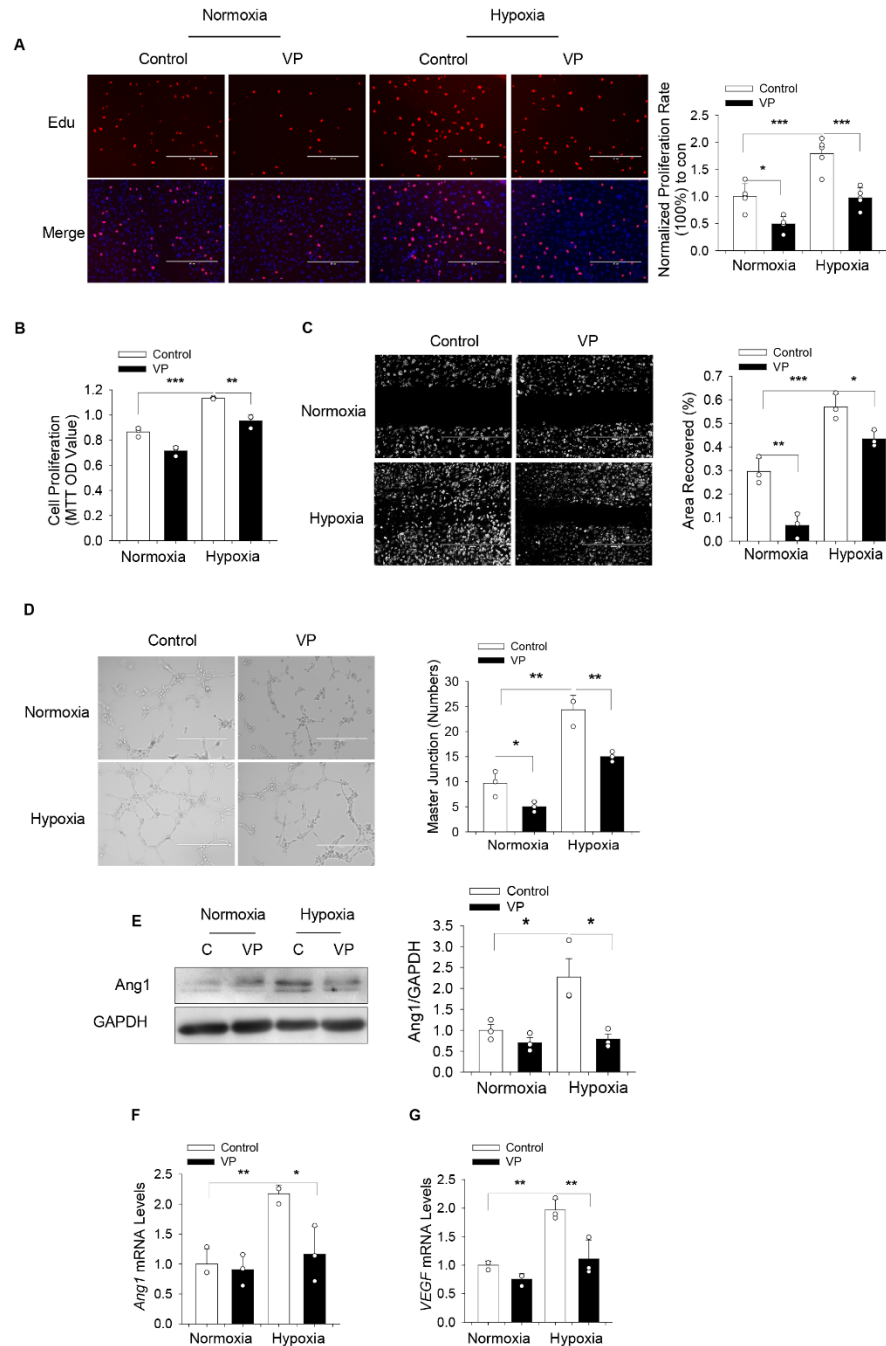 Normoxia
Hypoxia
A
Control
VP
Control
VP
Edu
Merge
Control
VP
Normalized Proliferation Rate
(100%) to con
2.5
2.0
1.5
1.0
0.5
0.0
***
***
*
Normoxia
Hypoxia
B
Control
VP
Cell Proliferation
(MTT OD Value)
1.2
1.0
0.8
0.6
0.4
0.2
0.0
***
**
Normoxia
Hypoxia
C
Control
VP
Normoxia
Hypoxia
Control
VP
Area Recovered (%)
0.7
0.6
0.5
0.4
0.3
0.2
0.1
0.0
***
*
**
Normoxia
Hypoxia
D
Control
VP
Normoxia
Hypoxia
Control
VP
Master Junction (Numbers)
30
25
20
15
10
5
0
**
**
*
Normoxia
Hypoxia
E
Normoxia
Hypoxia
C
VP
C
VP
Ang1
GAPDH
Control
VP
Ang1/GAPDH
3.5
3.0
2.5
2.0
1.5
1.0
0.5
0.0
*
*
Normoxia
Hypoxia
F
Control
VP
Ang1 mRNA Levels
2.5
2.0
1.5
1.0
0.5
0.0
**
*
Normoxia
Hypoxia
G
Control
VP
VEGF mRNA Levels
2.5
2.0
1.5
1.0
0.5
0.0
**
**
Normoxia
Hypoxia